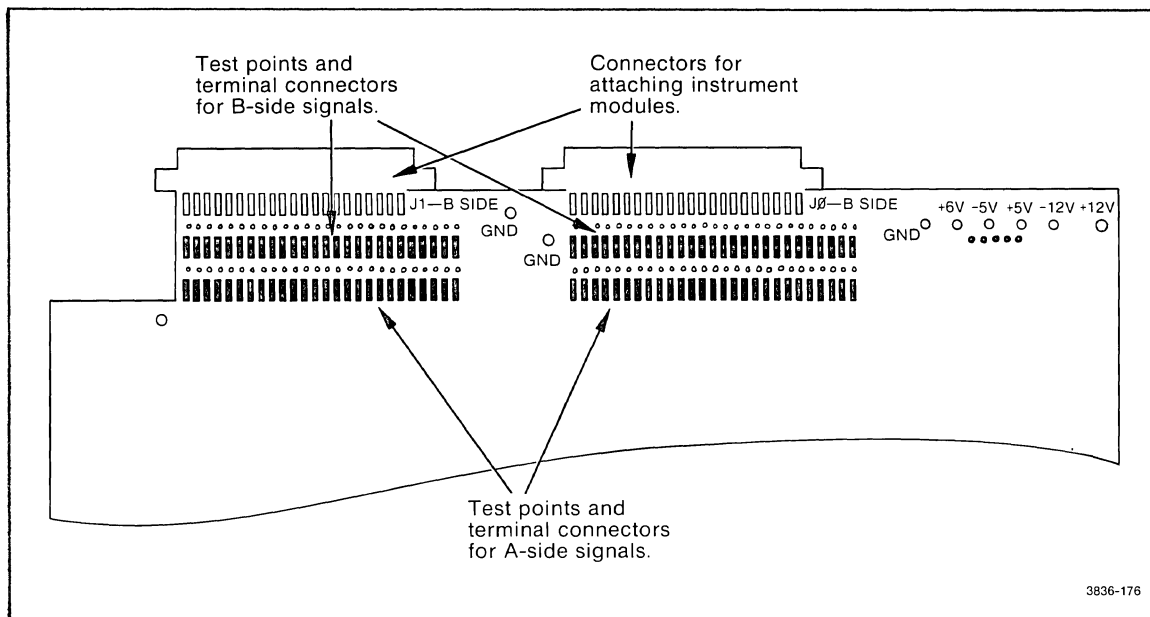 Test points and
terminal connectors
for B-side signals.
Connectors for
attaching instrument
modules.
J1—B SIDE
GND
GND
JØ—B SIDE
+6V -5V +5V -12V +12V
GND
Test points and
terminal connectors
for A-side signals.
3836-176